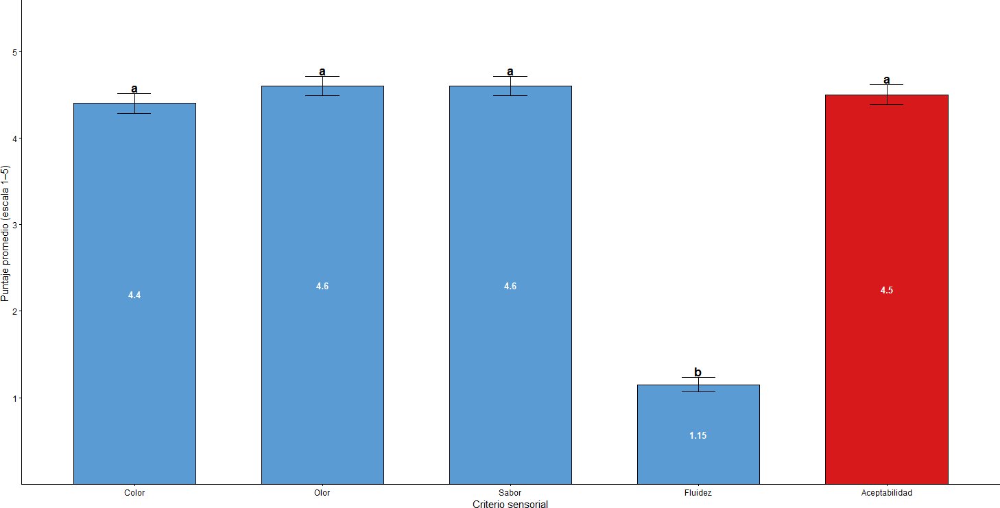 Puntaje promedio (escala 1–5)
5
4
3
2
1
a
a
a
b
a
4.4
4.6
4.6
1.15
4.5
Color
Olor
Sabor
Fluidez
Aceptabilidad
Criterio sensorial